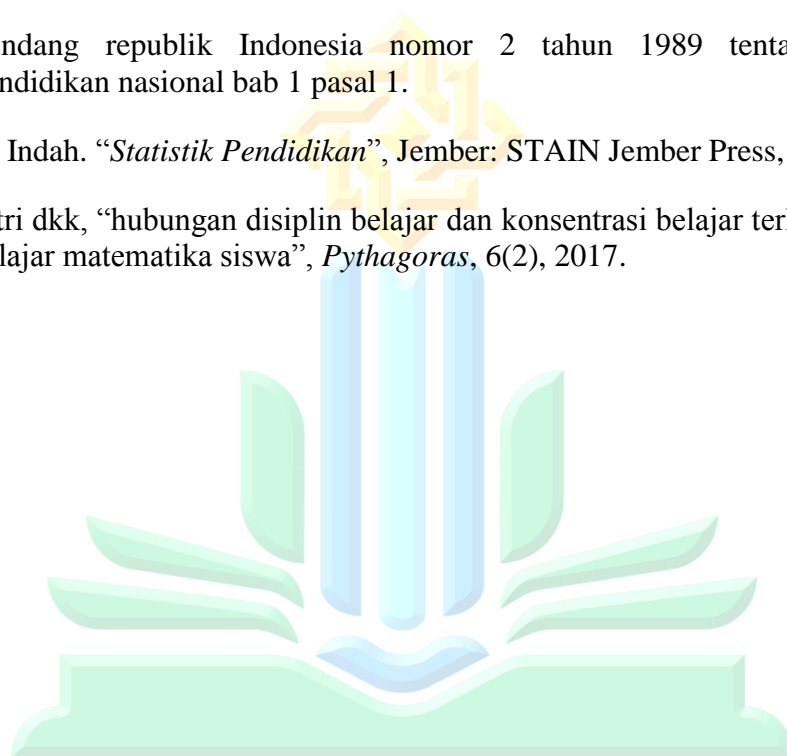 ndang republik Indonesia nomor 2 tahun 1989 tenta
ndidikan nasional bab 1 pasal 1.
Indah. “Statistik Pendidikan”, Jember: STAIN Jember Press,
tri dkk, “hubungan disiplin belajar dan konsentrasi belajar terl
lajar matematika siswa”, Pythagoras, 6(2), 2017.